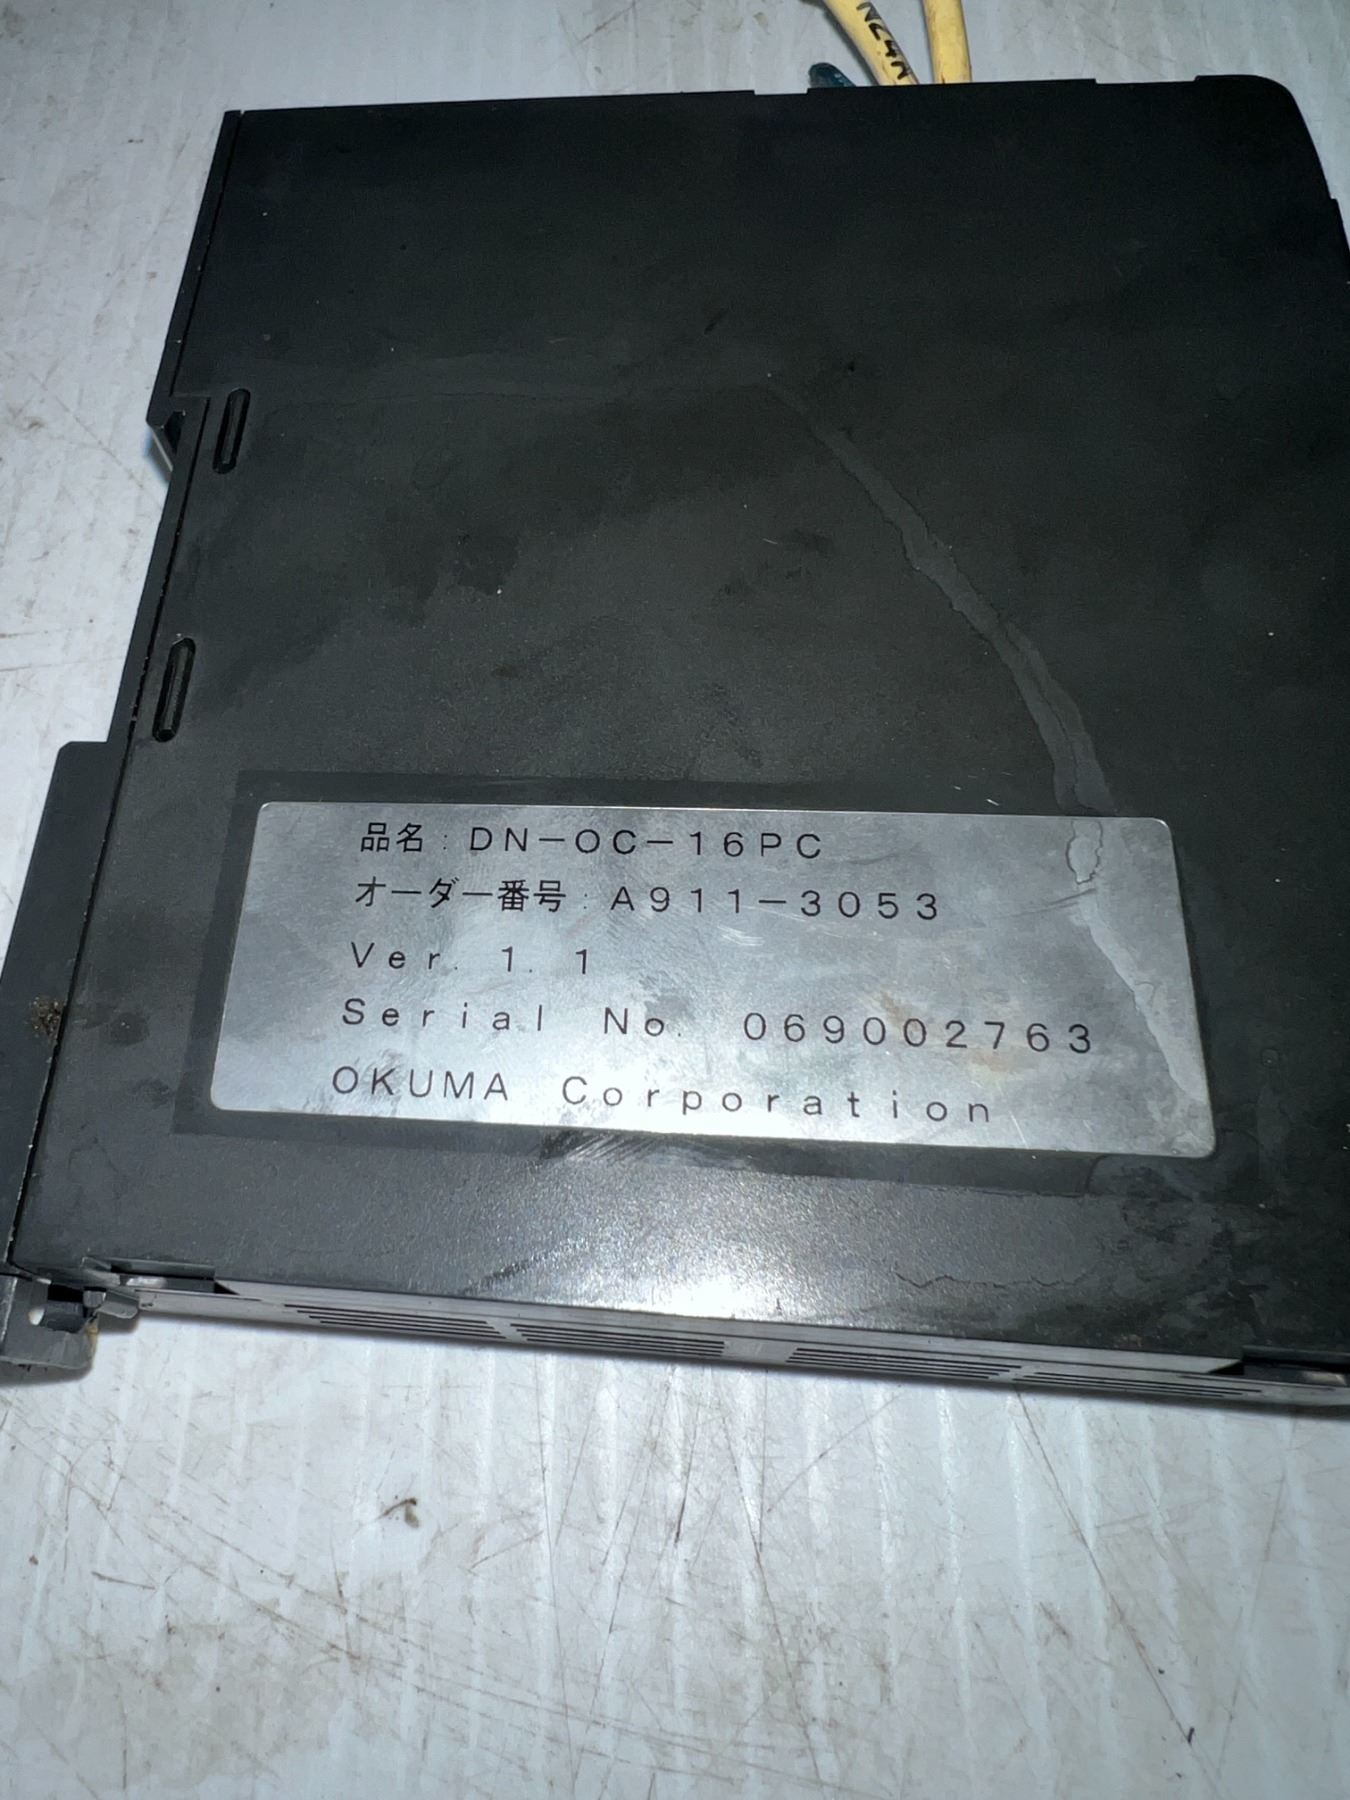 NZ4N
品名:DN-OC-16PC
オーダー番号:A911-3053
Ver. 1. 1
Serial No. 069002763
OKUMA Corporation